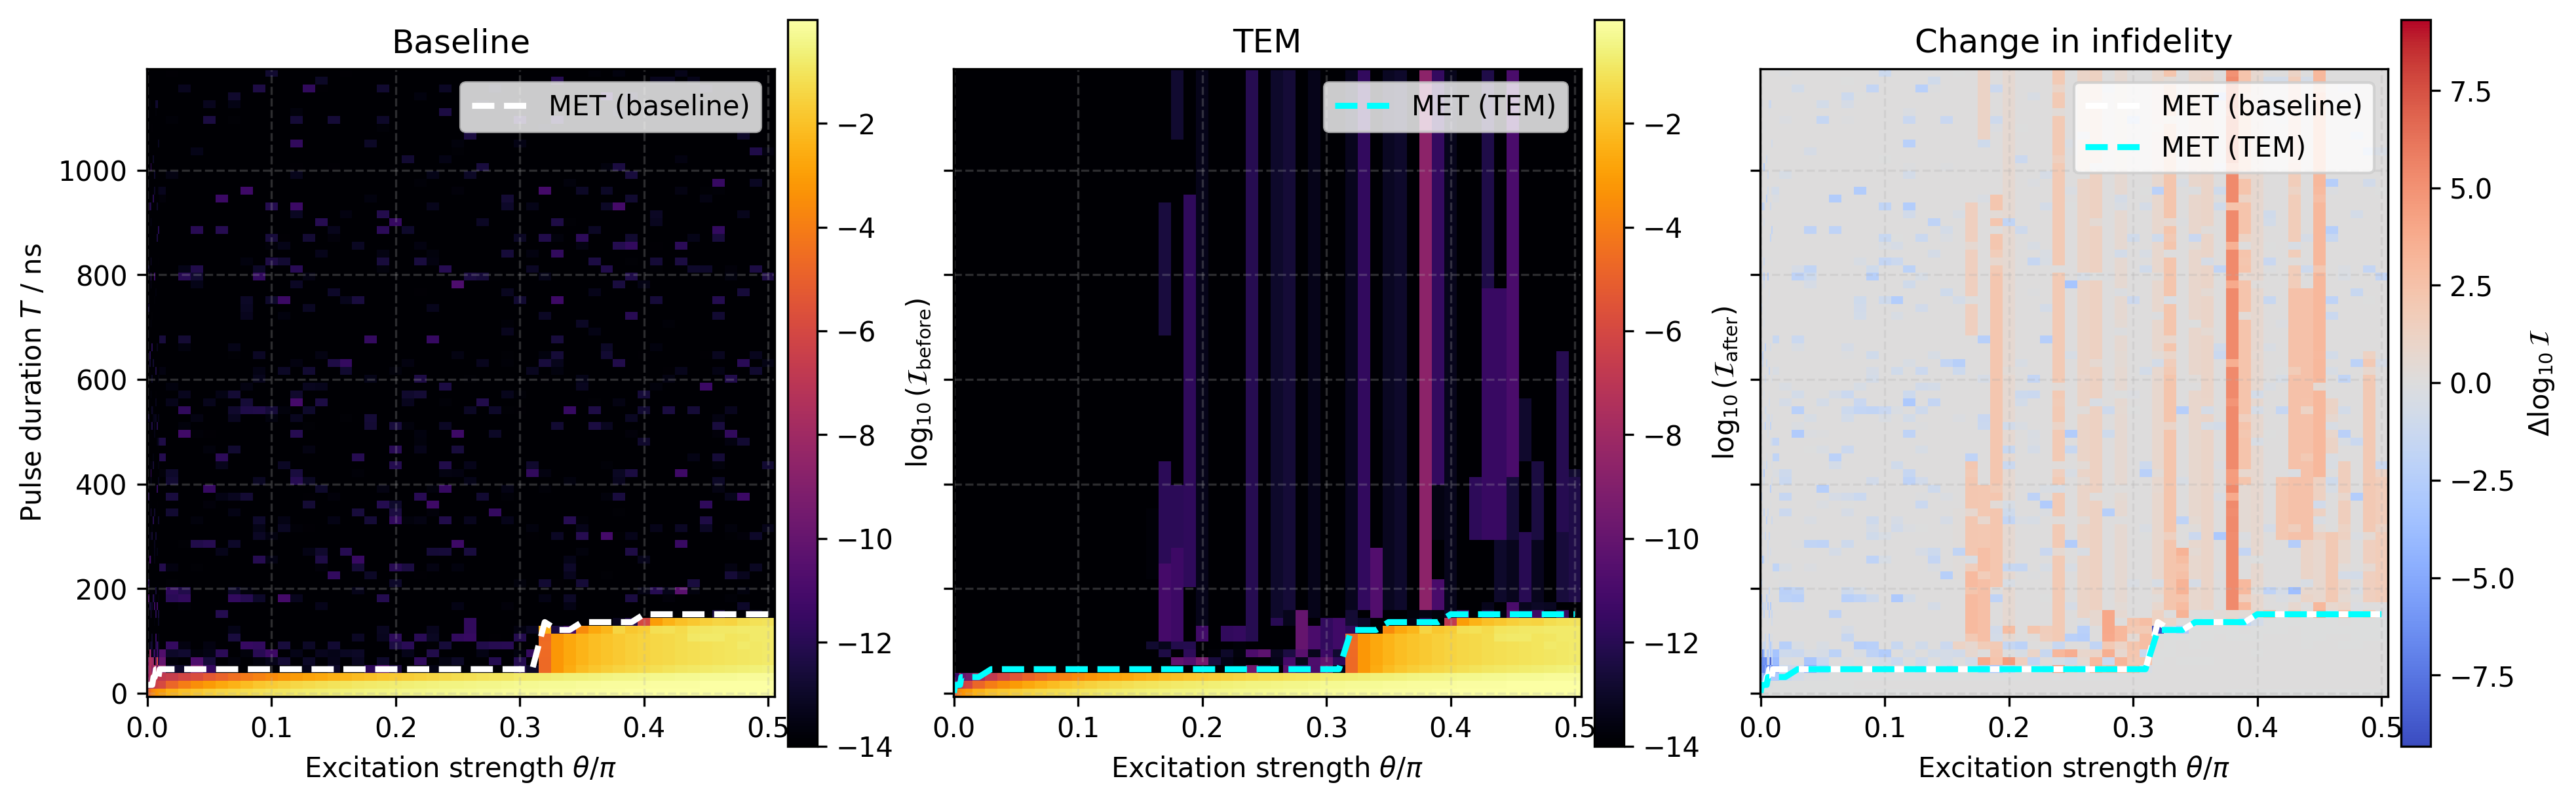 Baseline
MET (baseline)
1000
800
600
400
200
0
Pulse duration T / ns
0.0 0.1 0.2 0.3 0.4 0.5
Excitation strength θ/π
−2
−4
−6
−8
−10
−12
−14
log₁₀(ℐ_before)
TEM
MET (TEM)
0.0 0.1 0.2 0.3 0.4 0.5
Excitation strength θ/π
−2
−4
−6
−8
−10
−12
−14
log₁₀(ℐ_after)
Change in infidelity
MET (baseline)
MET (TEM)
0.0 0.1 0.2 0.3 0.4 0.5
Excitation strength θ/π
7.5
5.0
2.5
0.0
−2.5
−5.0
−7.5
Δlog₁₀ ℐ